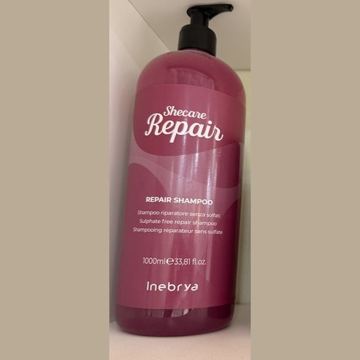 Shecare
Repair
REPAIR SHAMPOO
Shampoo riparatore senza solfati
Sulphate free repair shampoo
Shampooing réparateur sans sulfate
1000ml ℮ 33,81 fl.oz.
Inebrya